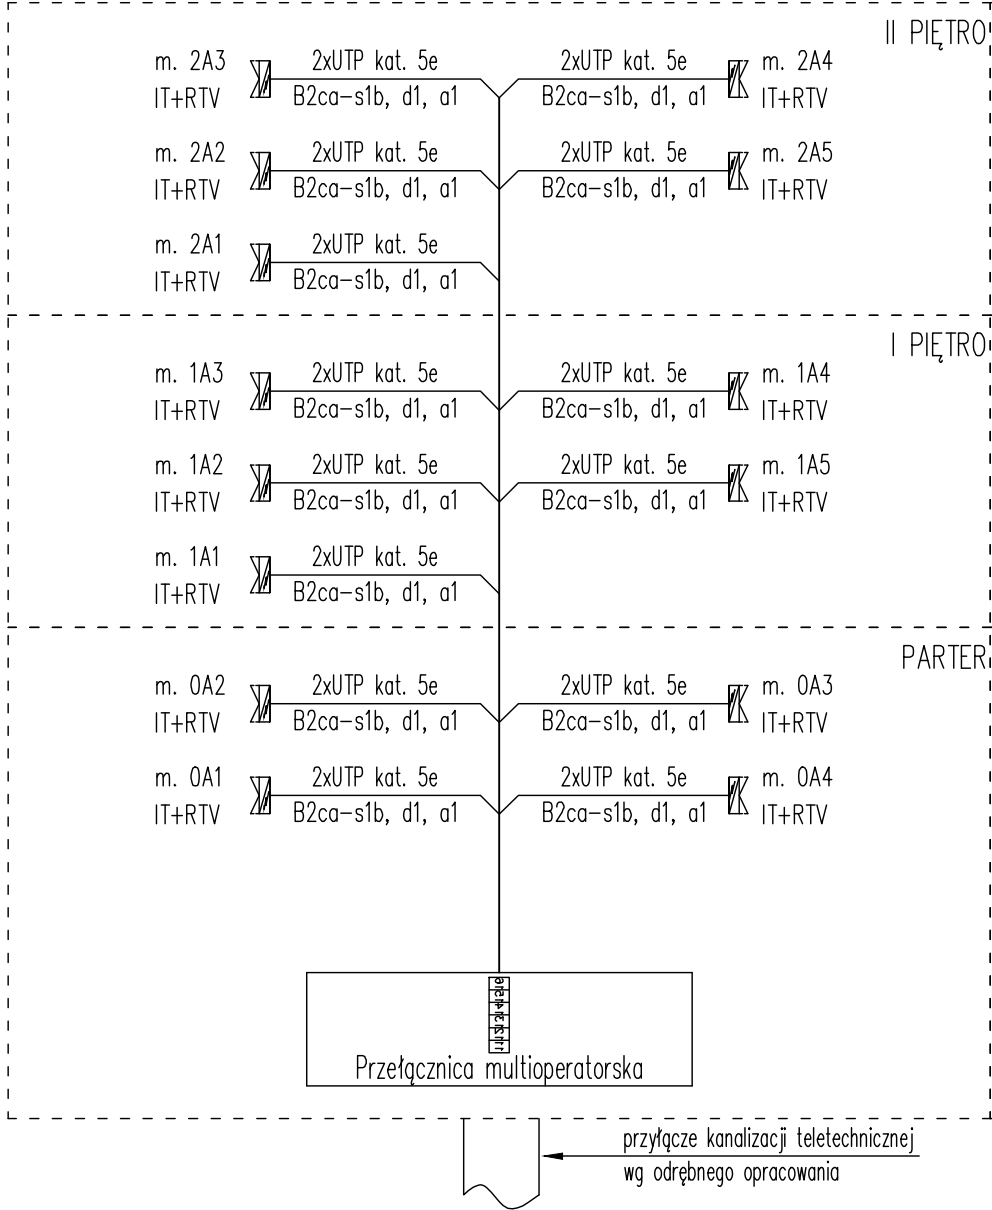 II PIĘTRO
m. 2A3
IT+RTV
2xUTP kat. 5e
B2ca-s1b, d1, a1
2xUTP kat. 5e
B2ca-s1b, d1, a1
m. 2A4
IT+RTV
m. 2A2
IT+RTV
2xUTP kat. 5e
B2ca-s1b, d1, a1
2xUTP kat. 5e
B2ca-s1b, d1, a1
m. 2A5
IT+RTV
m. 2A1
IT+RTV
2xUTP kat. 5e
B2ca-s1b, d1, a1
I PIĘTRO
m. 1A3
IT+RTV
2xUTP kat. 5e
B2ca-s1b, d1, a1
2xUTP kat. 5e
B2ca-s1b, d1, a1
m. 1A4
IT+RTV
m. 1A2
IT+RTV
2xUTP kat. 5e
B2ca-s1b, d1, a1
2xUTP kat. 5e
B2ca-s1b, d1, a1
m. 1A5
IT+RTV
m. 1A1
IT+RTV
2xUTP kat. 5e
B2ca-s1b, d1, a1
PARTER
m. 0A2
IT+RTV
2xUTP kat. 5e
B2ca-s1b, d1, a1
2xUTP kat. 5e
B2ca-s1b, d1, a1
m. 0A3
IT+RTV
m. 0A1
IT+RTV
2xUTP kat. 5e
B2ca-s1b, d1, a1
2xUTP kat. 5e
B2ca-s1b, d1, a1
m. 0A4
IT+RTV
Przełącznica multioperatorska
przyłącze kanalizacji teletechnicznej
wg odrębnego opracowania